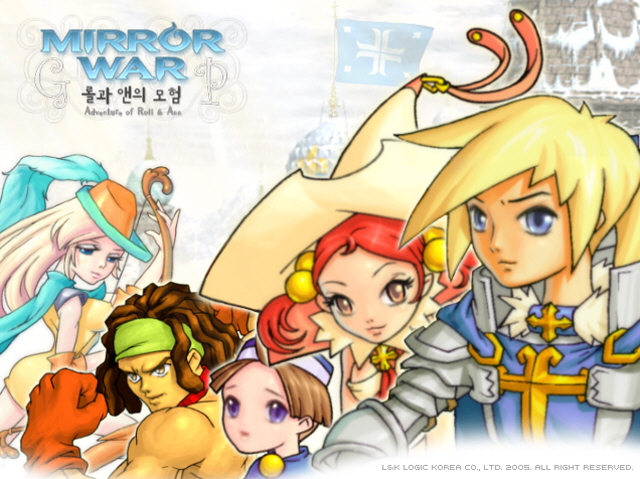 MIRROR
WAR
G P
롤과 앤의 모험
Adventure of Roll & Ann
L&K LOGIC KOREA CO., LTD. 2005. ALL RIGHT RESERVED.